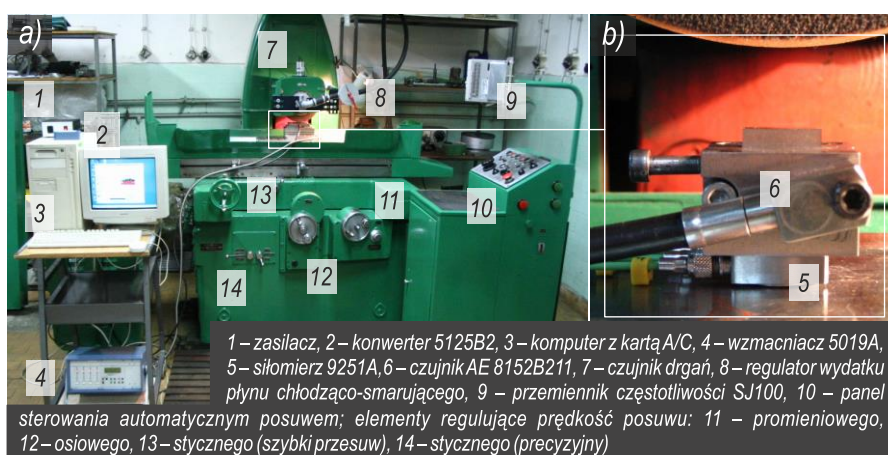 a)
b)
7
1
8
9
2
6
3
13
11
10
12
5
14
4
1 – zasilacz, 2 – konwerter 5125B2, 3 – komputer z kartą A/C, 4 – wzmacniacz 5019A,
5 – siłomierz 9251A,6 – czujnik AE 8152B211, 7 – czujnik drgań, 8 – regulator wydatku
płynu chłodząco-smarującego, 9 – przemiennik częstotliwości SJ100, 10 – panel
sterowania automatycznym posuwem; elementy regulujące prędkość posuwu: 11 – promieniowego,
12 – osiowego, 13 – stycznego (szybki przesuw), 14 – stycznego (precyzyjny)